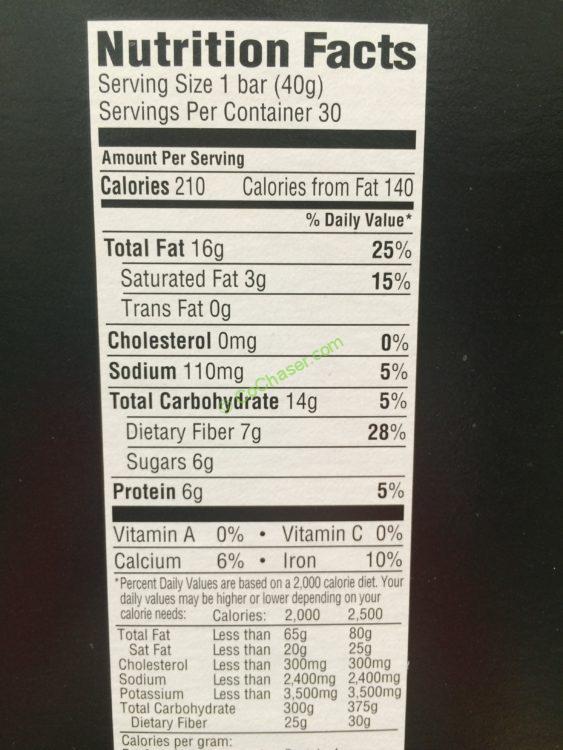 Nutrition Facts
Serving Size 1 bar (40g)
Servings Per Container 30
Amount Per Serving
Calories 210 Calories from Fat 140
% Daily Value*
Total Fat 16g 25%
Saturated Fat 3g 15%
Trans Fat 0g
Cholesterol 0mg 0%
Sodium 110mg 5%
Total Carbohydrate 14g 5%
Dietary Fiber 7g 28%
Sugars 6g
Protein 6g 5%
Vitamin A 0% • Vitamin C 0%
Calcium 6% • Iron 10%
*Percent Daily Values are based on a 2,000 calorie diet. Your
daily values may be higher or lower depending on your
calorie needs: Calories: 2,000 2,500
Total Fat Less than 65g 80g
Sat Fat Less than 20g 25g
Cholesterol Less than 300mg 300mg
Sodium Less than 2,400mg 2,400mg
Potassium Less than 3,500mg 3,500mg
Total Carbohydrate 300g 375g
Dietary Fiber 25g 30g
Calories per gram:
CoChaser.com